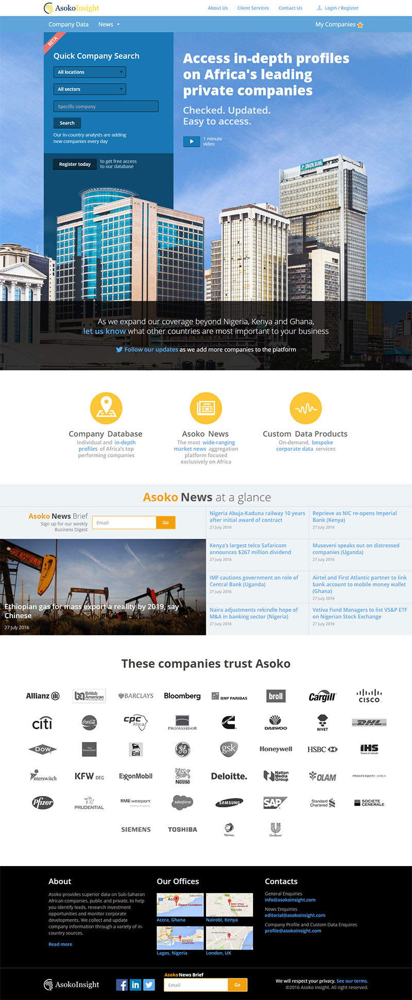 AsokoInsight
About Us
Client Services
Contact Us
Login / Register
Company Data
News
My Companies
BETA
Quick Company Search
All locations
All sectors
Specific company
Search
Our in-country analysts are adding
new companies every day
Register today
to get free access
to our database
Access in-depth profiles
on Africa's leading
private companies
Checked. Updated.
Easy to access.
1 minute
video
UNION BANK
As we expand our coverage beyond Nigeria, Kenya and Ghana,
let us know what other countries are most important to your business
Follow our updates as we add more companies to the platform
Company Database
Individual and in-depth
profiles of Africa's top
performing companies
NEWS
Asoko News
The most wide-ranging
market news aggregation
platform focused
exclusively on Africa
Custom Data Products
On-demand, bespoke
corporate data services
Asoko News at a glance
Asoko News Brief
Sign up for our weekly
Business Digest
Email
Go
OLWELL
Ethiopian gas for mass export a reality by 2019, say
Chinese
27 July 2016
Nigeria Abuja-Kaduna railway 10 years
after initial award of contract
27 July 2016
Reprieve as NIC re-opens Imperial
Bank (Kenya)
27 July 2016
Kenya's largest telco Safaricom
announces $267 million dividend
27 July 2016
Museveni speaks out on distressed
companies (Uganda)
27 July 2016
IMF cautions government on role of
Central Bank (Uganda)
27 July 2016
Airtel and First Atlantic partner to link
bank account to mobile money wallet
(Ghana)
27 July 2016
Naira adjustments rekindle hope of
M&A in banking sector (Nigeria)
27 July 2016
Vetiva Fund Managers to list VS&P ETF
on Nigerian Stock Exchange
27 July 2016
These companies trust Asoko
Allianz
British
American
BARCLAYS
Bloomberg
BNP PARIBAS
broll
Cargill
CISCO
citi
Coca-Cola
cpc
Africa
PROMASIDOR
Cummins
DAEWOO
NIVET
DHL
DOW
The
Economist
Eni
GE
gsk
Honeywell
HSBC
IHS
Towers of strength
interswitch
KFW DEG
ExxonMobil
Nestlé
Deloitte.
Nation
Media
Group
OLAM
PRIVATE EQUITY | AFRICA
Pfizer
PRUDENTIAL
RMB westport
Building Prosperity
salesforce
SAMSUNG
SAP
Standard
Chartered
SOCIETE
GENERALE
SIEMENS
TOSHIBA
TOTAL
Unilever
About
Asoko provides superior data on Sub-Saharan
African companies, public and private, to help
you identify leads, research investment
opportunities and monitor corporate
developments. We collect and update
company information through a variety of in-
country sources.
Read more
Our Offices
Sakumono
Acc
iSpace Foundation
Accra, Ghana
Nairobi
Nairobi, Kenya
Lagos
Lagos, Nigeria
London
London, UK
Contacts
General Enquiries
info@asokoinsight.com
News Enquiries
editorial@asokoinsight.com
Company Profile and Custom Data Enquires
profile@asokoinsight.com
AsokoInsight
Asoko News Brief
Email
Go
We will respect your privacy. See our terms.
©2016 Asoko Insight. All right reserved.